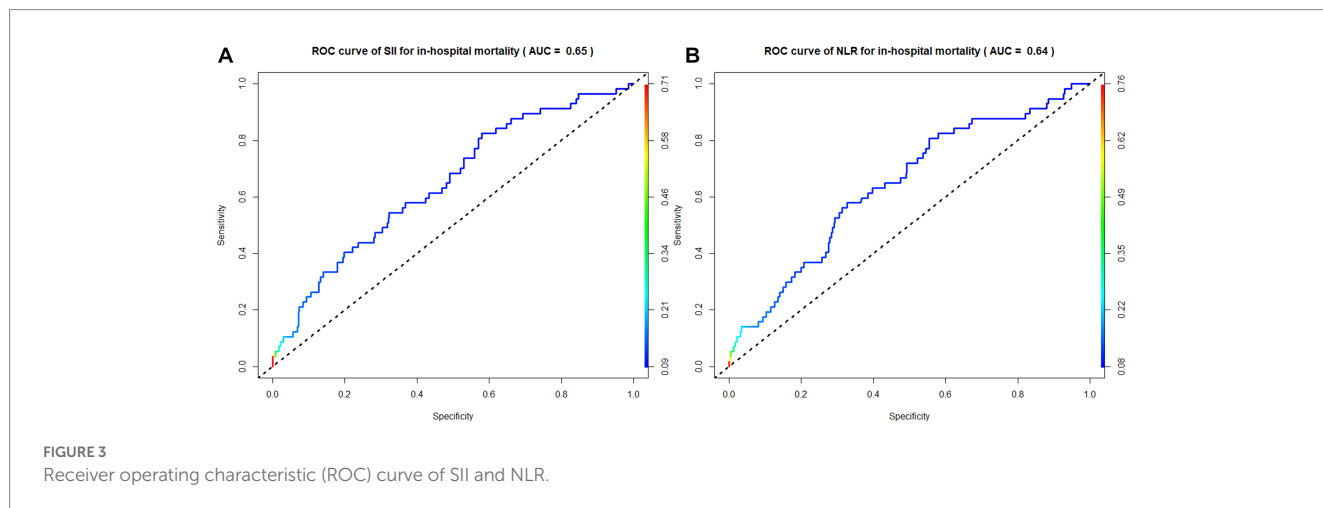 A
ROC curve of SII for in-hospital mortality ( AUC = 0.65 )
Sensitivity
1.0
0.8
0.6
0.4
0.2
0.0
0.0 0.2 0.4 0.6 0.8 1.0
Specificity
0.71
0.58
0.46
0.34
0.21
0.09
B
ROC curve of NLR for in-hospital mortality ( AUC = 0.64 )
Sensitivity
1.0
0.8
0.6
0.4
0.2
0.0
0.0 0.2 0.4 0.6 0.8 1.0
Specificity
0.76
0.62
0.49
0.35
0.22
0.08
FIGURE 3
Receiver operating characteristic (ROC) curve of SII and NLR.